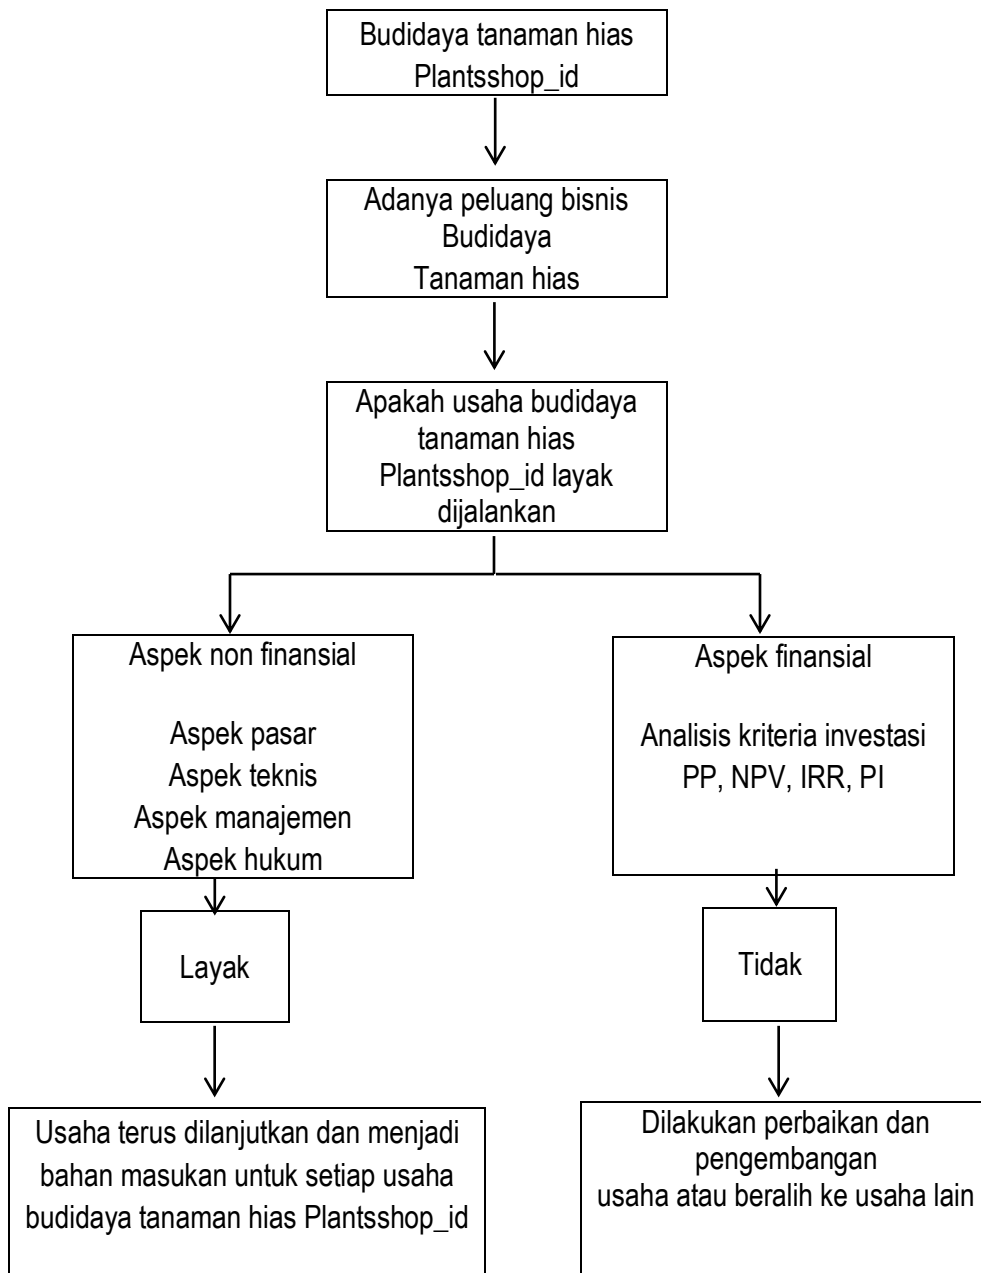 Budidaya tanaman hias
Plantsshop_id
Adanya peluang bisnis
Budidaya
Tanaman hias
Apakah usaha budidaya
tanaman hias
Plantsshop_id layak
dijalankan
Aspek non finansial
Aspek pasar
Aspek teknis
Aspek manajemen
Aspek hukum
Aspek finansial
Analisis kriteria investasi
PP, NPV, IRR, PI
Layak
Tidak
Usaha terus dilanjutkan dan menjadi
bahan masukan untuk setiap usaha
budidaya tanaman hias Plantsshop_id
Dilakukan perbaikan dan
pengembangan
usaha atau beralih ke usaha lain